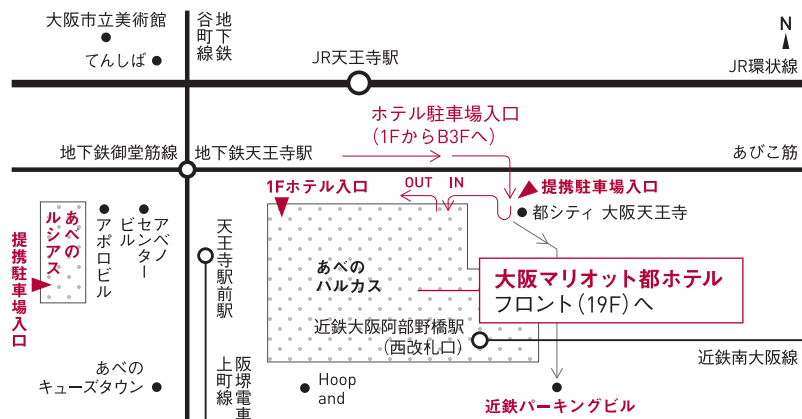 大阪市立美術館
てんしば
地下鉄
谷町線
JR天王寺駅
N
JR環状線
ホテル駐車場入口
(1FからB3Fへ)
地下鉄御堂筋線
地下鉄天王寺駅
あびこ筋
1Fホテル入口
OUT
IN
提携駐車場入口
都シティ 大阪天王寺
あべの
ルシアス
提携駐車場入口
アポロビル
アベノ
センター
ビル
天王寺駅前駅
あべの
ハルカス
大阪マリオット都ホテル
フロント(19F)へ
近鉄大阪阿部野橋駅
(西改札口)
近鉄南大阪線
あべの
キューズタウン
阪堺電車
上町線
Hoop
and
近鉄パーキングビル